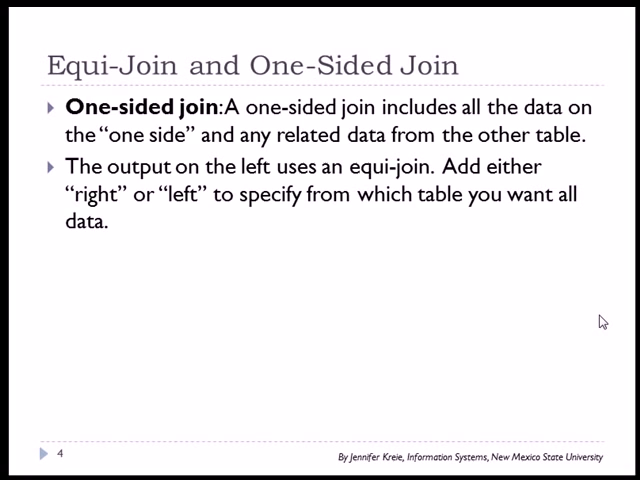 Equi-Join and One-Sided Join
One-sided join:A one-sided join includes all the data on
the “one side” and any related data from the other table.
The output on the left uses an equi-join. Add either
“right” or “left” to specify from which table you want all
data.
4
By Jennifer Kreie, Information Systems, New Mexico State University